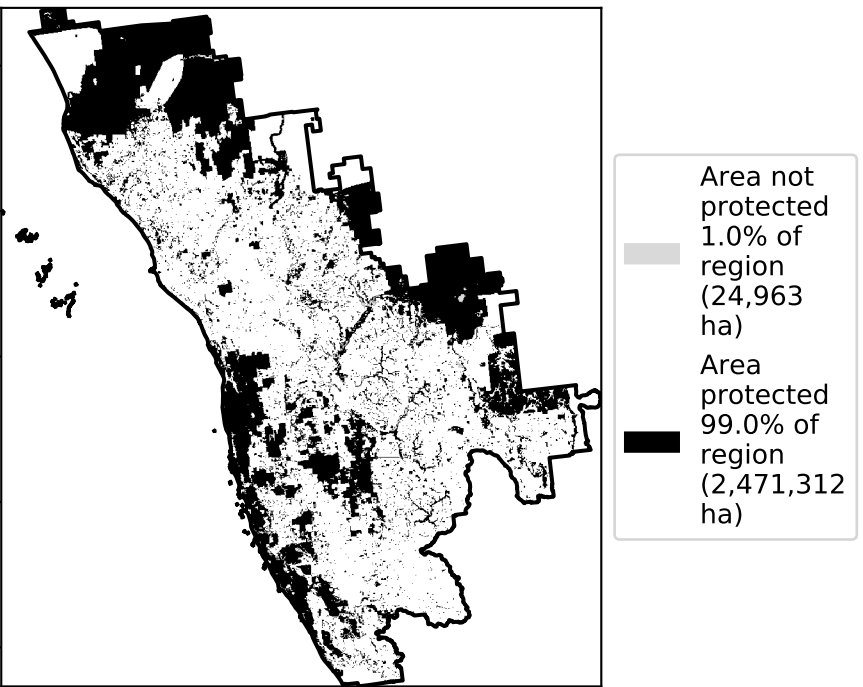 Area not
protected
1.0% of
region
(24,963
ha)
Area
protected
99.0% of
region
(2,471,312
ha)